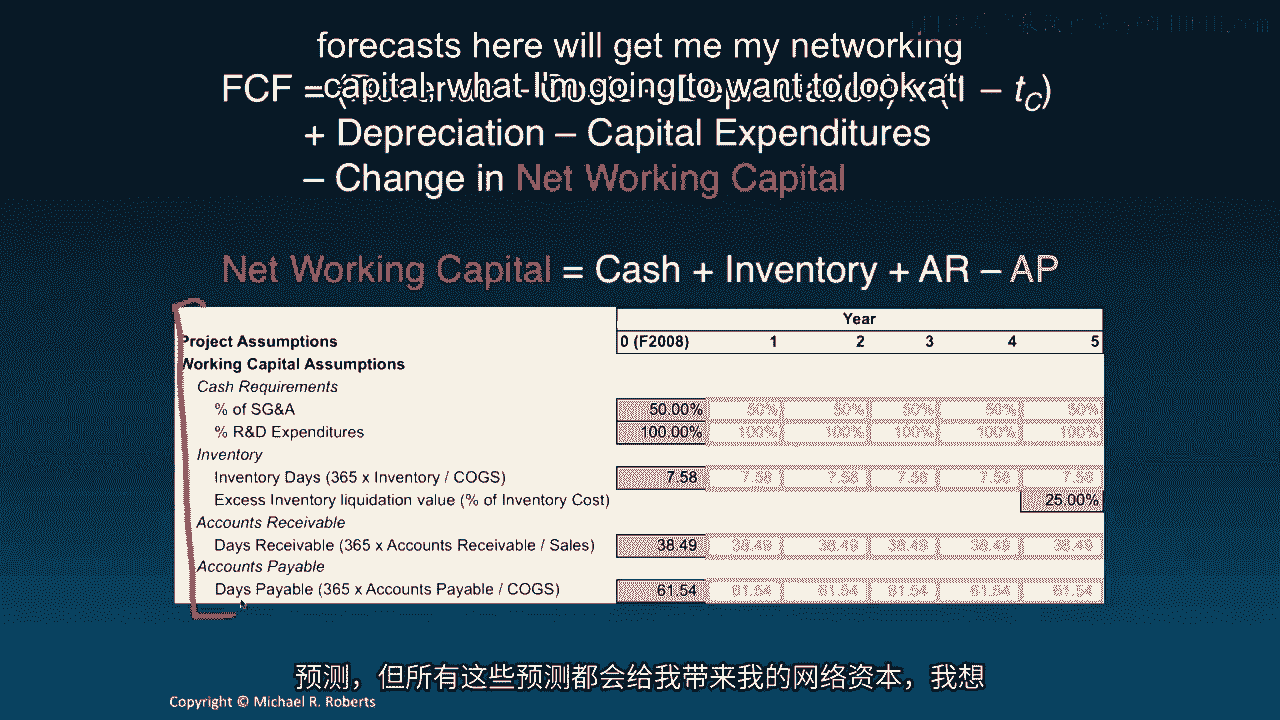 forecasts here will get me my networking
capital, what I'm going to want to look at
FCF = × (1 – tC)
+ Depreciation – Capital Expenditures
– Change in Net Working Capital
Net Working Capital = Cash + Inventory + AR – AP
Year
Project Assumptions 0 (F2008) 1 2 3 4 5
Working Capital Assumptions
Cash Requirements
% of SG&A 50.00% 50% 50% 50% 50% 50%
% R&D Expenditures 100.00% 100% 100% 100% 100% 100%
Inventory
Inventory Days (365 x Inventory / COGS) 7.58 7.58 7.58 7.58 7.58 7.58
Excess Inventory liquidation value (% of Inventory Cost) 25.00%
Accounts Receivable
Days Receivable (365 x Accounts Receivable / Sales) 38.49 38.49 38.49 38.49 38.49 38.49
Accounts Payable
Days Payable (365 x Accounts Payable / COGS) 61.54 61.54 61.54 61.54 61.54 61.54
预测，但所有这些预测都会给我带来我的网络资本，我想
Copyright © Michael R. Roberts